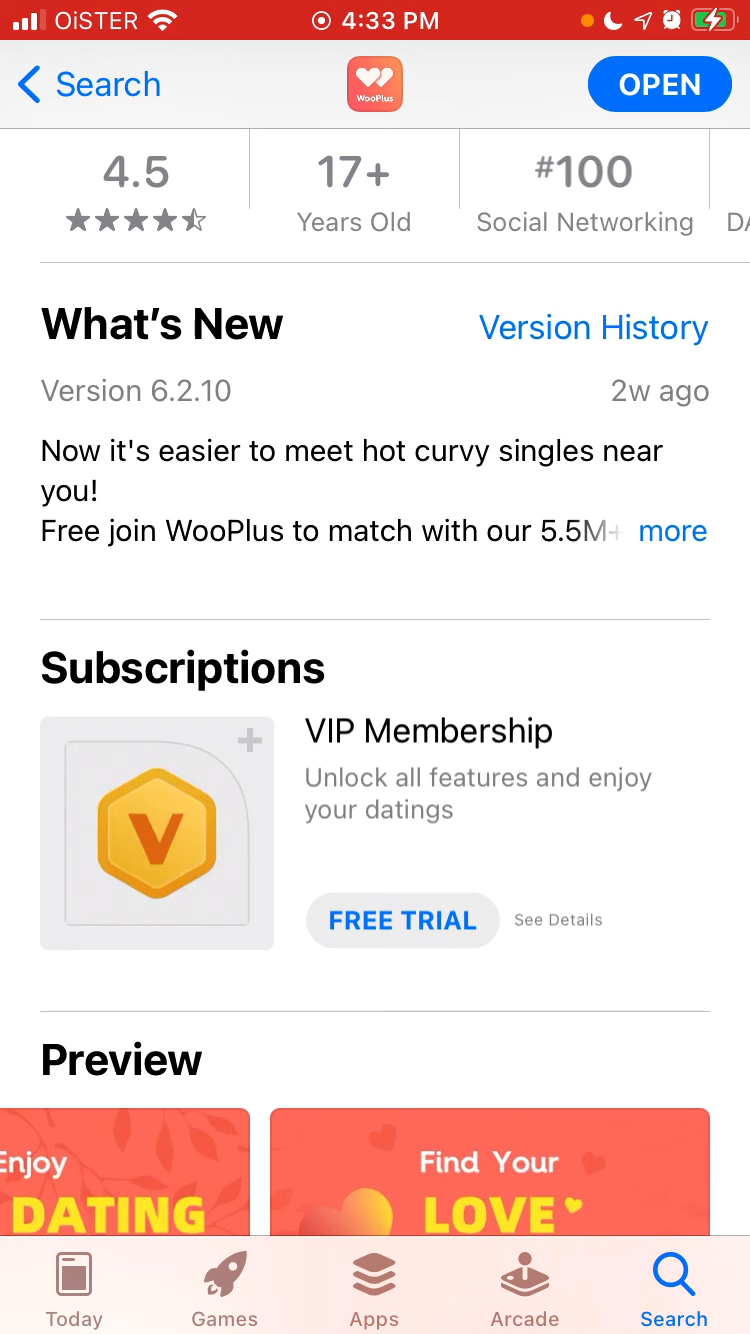 OiSTER 4:33 PM
Search WooPlus OPEN
4.5 17+ #100
Years Old Social Networking
What's New Version History
Version 6.2.10 2w ago
Now it's easier to meet hot curvy singles near
you!
Free join WooPlus to match with our 5.5M+ more
Subscriptions
VIP Membership
Unlock all features and enjoy
your datings
V
FREE TRIAL See Details
Preview
Enjoy Find Your
DATING LOVE
Today Games Apps Arcade Search